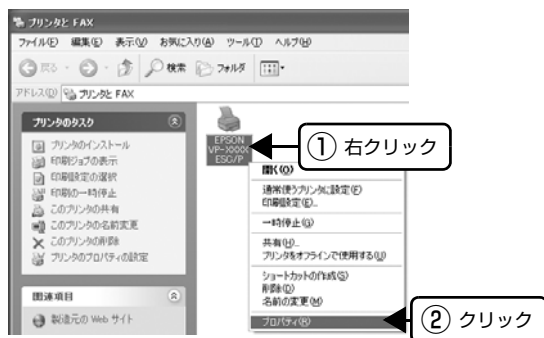 プリンタと FAX
ファイル(F) 編集(E) 表示(V) お気に入り(A) ツール(T) ヘルプ(H)
戻る 検索 フォルダ
アドレス(D) プリンタと FAX
プリンタのタスク
プリンタのインストール
印刷ジョブの表示
印刷設定の選択
印刷の一時停止
このプリンタの共有
このプリンタの名前変更
このプリンタの削除
プリンタのプロパティの設定
関連項目
製造元の Web サイト
EPSON
VP-XXXX
ESC/P
① 右クリック
開く(O)
通常使うプリンタに設定(F)
印刷設定(E)...
一時停止(G)
共有(H)...
プリンタをオフラインで使用する(U)
ショートカットの作成(S)
削除(D)
名前の変更(M)
プロパティ(R)
② クリック